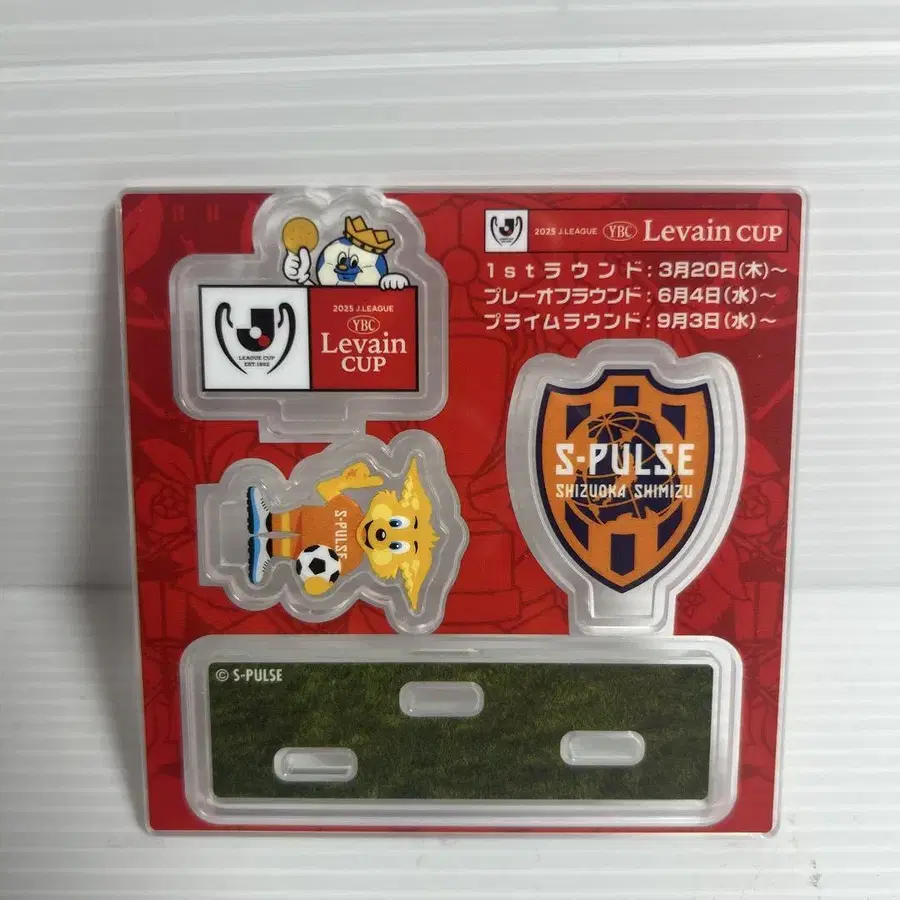 2025 J.LEAGUE YBC Levain CUP
1stラウンド:3月20日(木)~
プレーオフラウンド:6月4日(水)~
プライムラウンド:9月3日(水)~
2025 J.LEAGUE
YBC
Levain
CUP
LEAGUE CUP
EST.1992
S-PULSE
SHIZUOKA SHIMIZU
S-PULSE
© S-PULSE